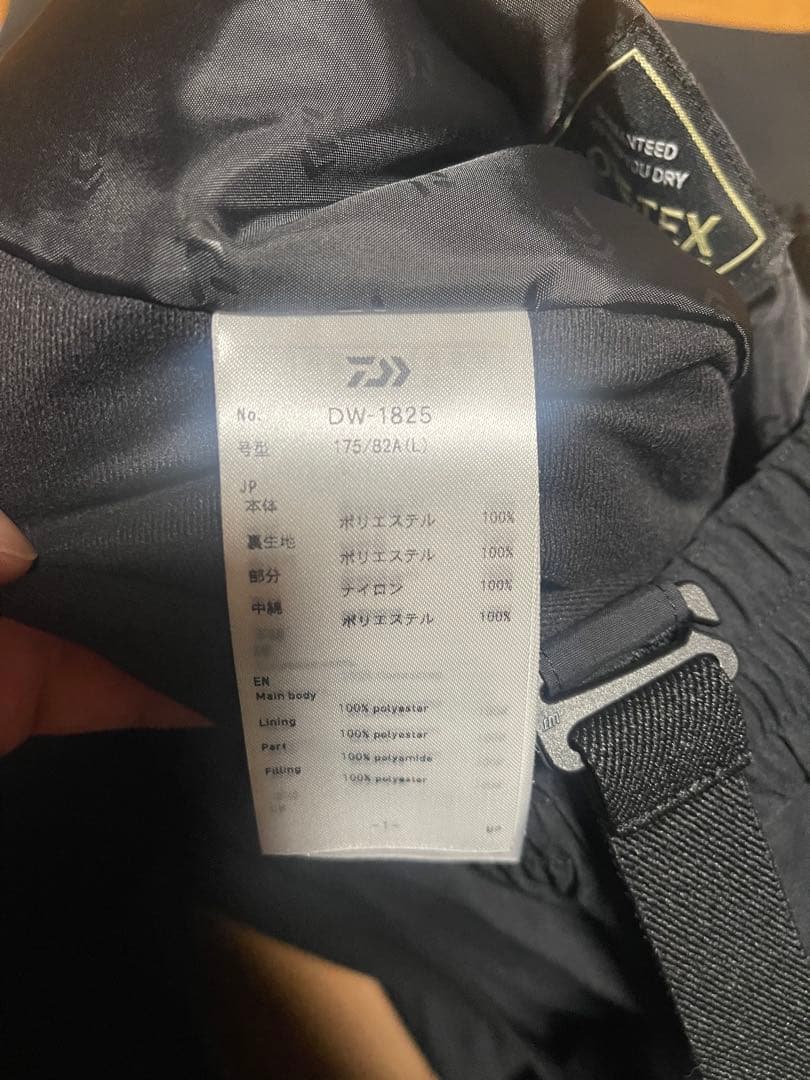 NTEED
YOU DRY
TEX
No. DW-1825
号型 175/82A(L)
JP
本体 ポリエステル 100%
裏生地 ポリエステル 100%
部分 ナイロン 100%
中綿 ポリエステル 100%
EN
Main body 100% polyester
Lining 100% polyester
Part 100% polyamide
Filling 100% polyester
-1-